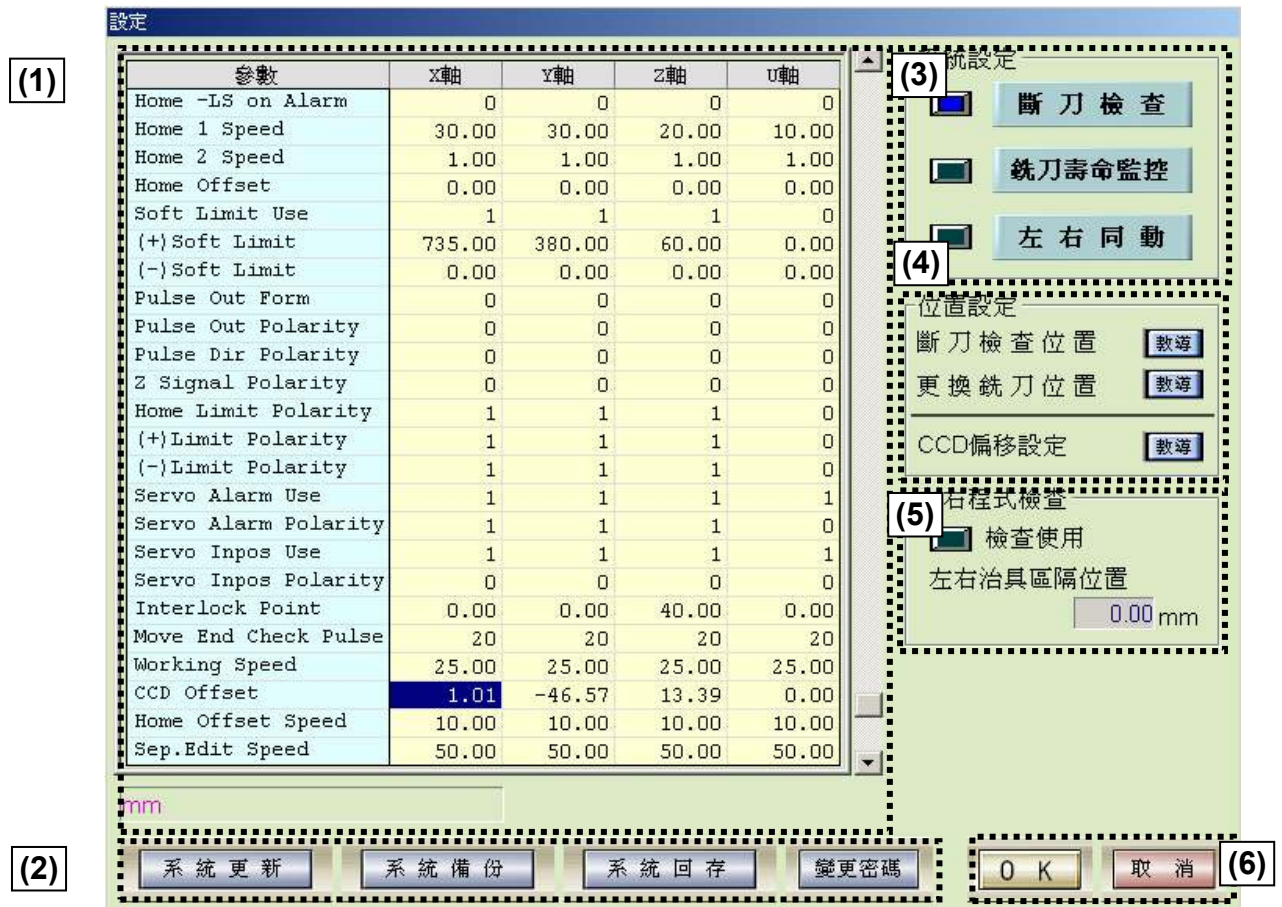 設定
(1)
參數 X軸 Y軸 Z軸 U軸
Home -LS on Alarm 0 0 0 0
Home 1 Speed 30.00 30.00 20.00 10.00
Home 2 Speed 1.00 1.00 1.00 1.00
Home Offset 0.00 0.00 0.00 0.00
Soft Limit Use 1 1 1 0
(+)Soft Limit 735.00 380.00 60.00 0.00
(-)Soft Limit 0.00 0.00 0.00 0.00
Pulse Out Form 0 0 0 0
Pulse Out Polarity 0 0 0 0
Pulse Dir Polarity 0 0 0 0
Z Signal Polarity 0 0 0 0
Home Limit Polarity 1 1 1 0
(+)Limit Polarity 1 1 1 0
(-)Limit Polarity 1 1 1 0
Servo Alarm Use 1 1 1 1
Servo Alarm Polarity 1 1 1 0
Servo Inpos Use 1 1 1 1
Servo Inpos Polarity 0 0 0 0
Interlock Point 0.00 0.00 40.00 0.00
Move End Check Pulse 20 20 20 20
Working Speed 25.00 25.00 25.00 25.00
CCD Offset 1.01 -46.57 13.39 0.00
Home Offset Speed 10.00 10.00 10.00 10.00
Sep.Edit Speed 50.00 50.00 50.00 50.00
mm
(2)
系統更新 系統備份 系統回存 變更密碼
(3)
統設定
斷刀檢查
銑刀壽命監控
左右同動
(4)
位置設定
斷刀檢查位置 教導
更換銑刀位置 教導
CCD偏移設定 教導
(5)
右程式檢查
檢查使用
左右治具區隔位置
0.00 mm
OK 取消
(6)